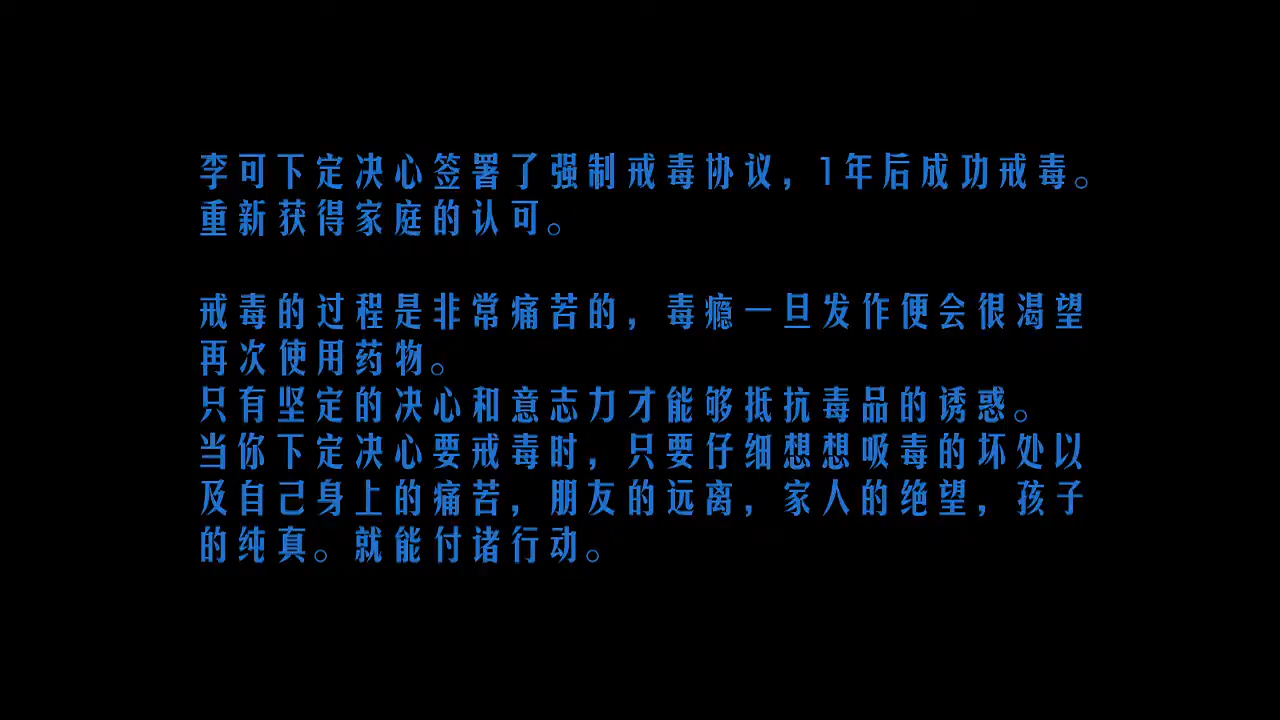 李可下定决心签署了强制戒毒协议，1年后成功戒毒。
重新获得家庭的认可。
戒毒的过程是非常痛苦的，毒瘾一旦发作便会很渴望
再次使用药物。
只有坚定的决心和意志力才能够抵抗毒品的诱惑。
当你下定决心要戒毒时，只要仔细想想吸毒的坏处以
及自己身上的痛苦，朋友的远离，家人的绝望，孩子
的纯真。就能付诸行动。